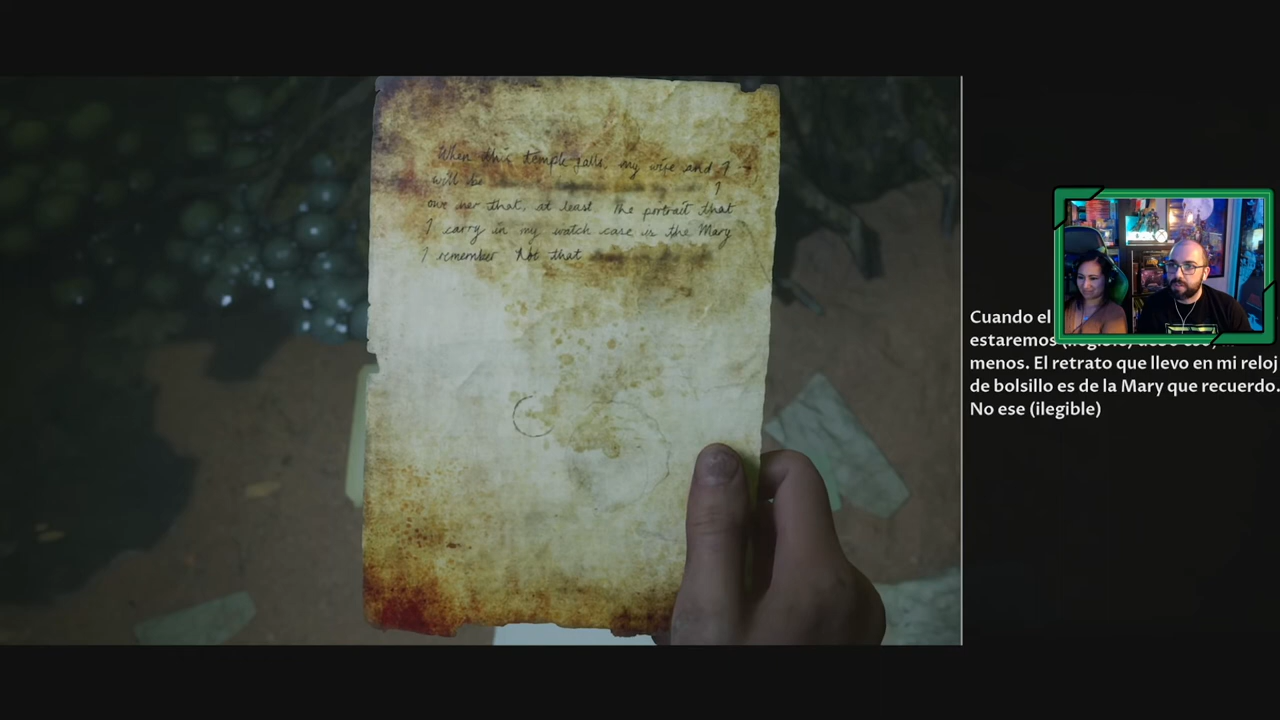 When this temple falls, my wife and I
will be I
owe her that, at least. The portrait that
I carry in my watch case is the Mary
I remember. Not that
Cuando el
estaremos
menos. El retrato que llevo en mi reloj
de bolsillo es de la Mary que recuerdo.
No ese (ilegible)